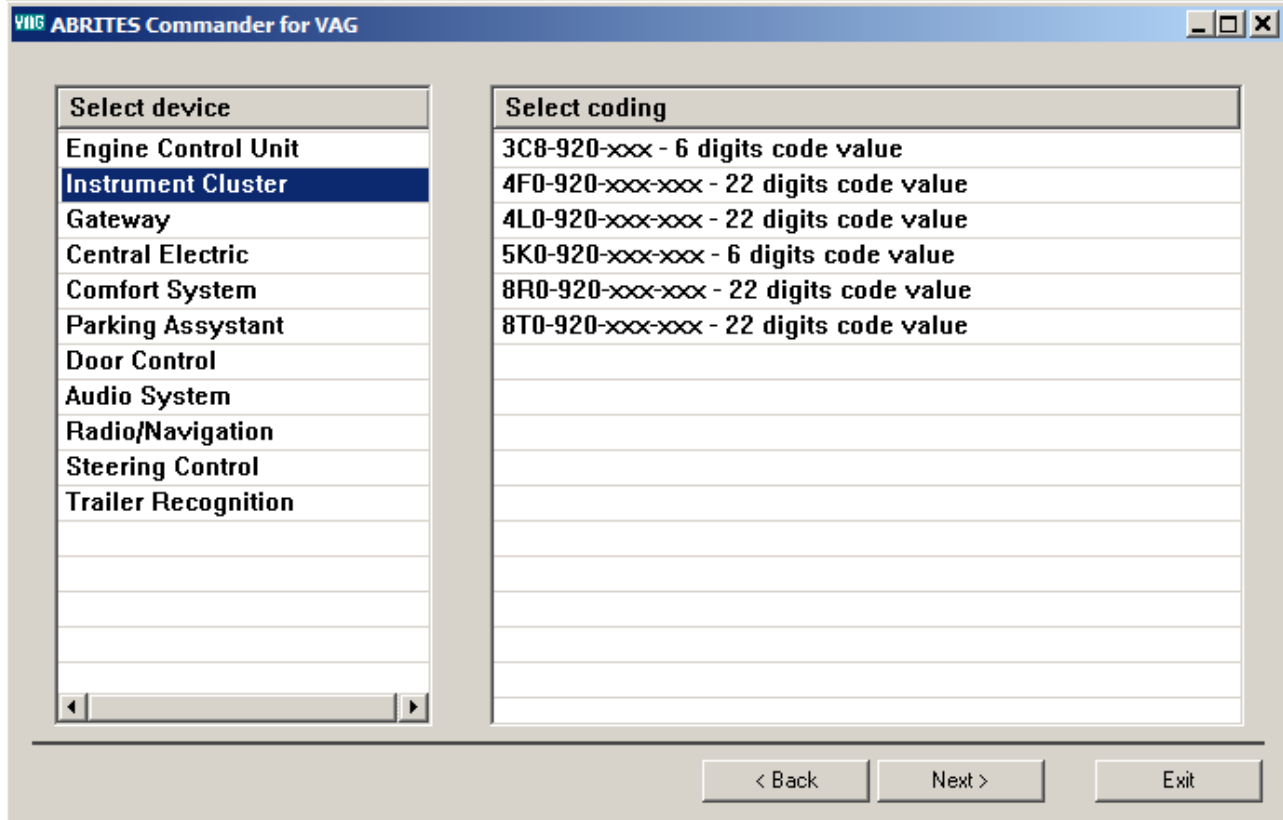 VAG ABRITES Commander for VAG
Select device
Engine Control Unit
Instrument Cluster
Gateway
Central Electric
Comfort System
Parking Assystant
Door Control
Audio System
Radio/Navigation
Steering Control
Trailer Recognition
Select coding
3C8-920-xxx - 6 digits code value
4F0-920-xxx-xxx - 22 digits code value
4L0-920-xxx-xxx - 22 digits code value
5K0-920-xxx-xxx - 6 digits code value
8R0-920-xxx-xxx - 22 digits code value
8T0-920-xxx-xxx - 22 digits code value
< Back Next > Exit